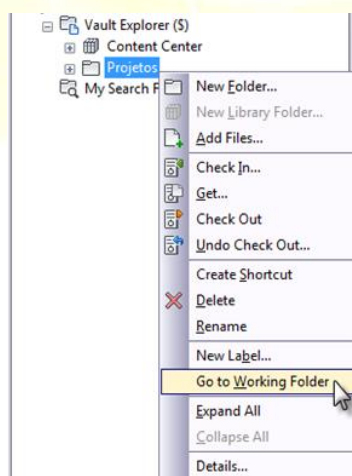 Vault Explorer ($)
Content Center
Projetos
My Search F
New Folder...
New Library Folder...
Add Files...
Check In...
Get...
Check Out
Undo Check Out...
Create Shortcut
Delete
Rename
New Label...
Go to Working Folder
Expand All
Collapse All
Details...